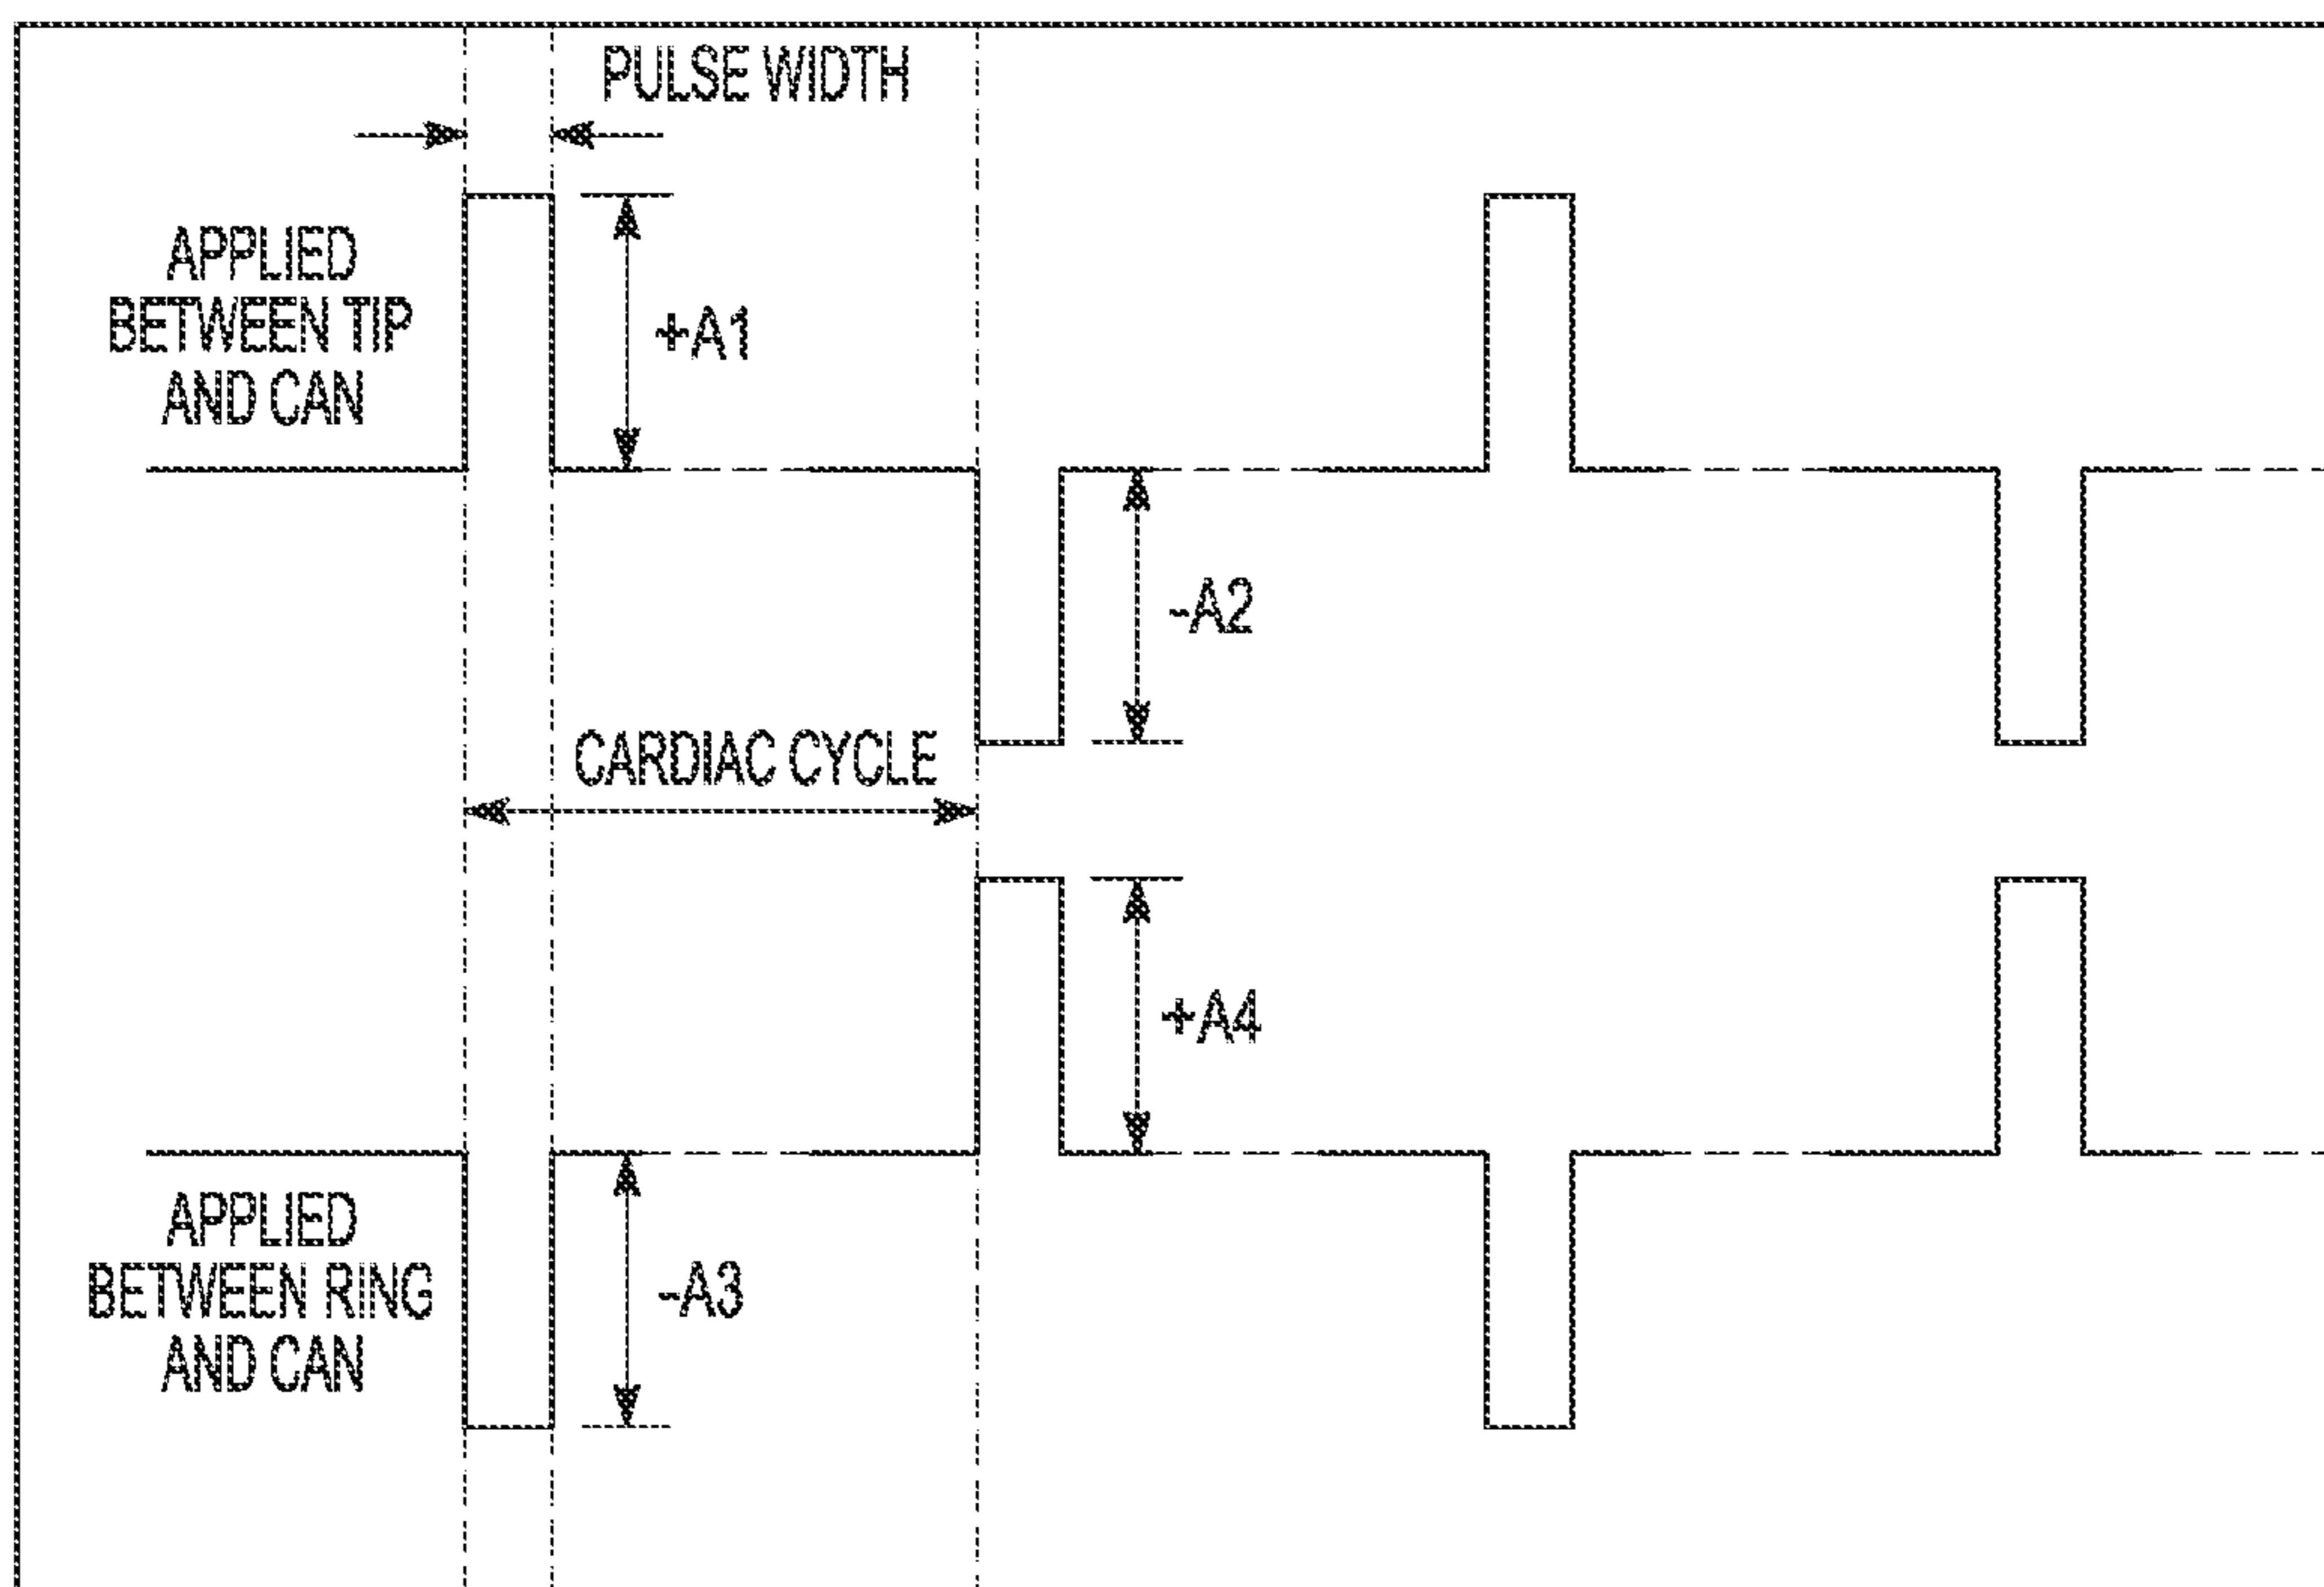 PULSE WIDTH
APPLIED
BETWEEN TIP
AND CAN
+A1
-A2
CARDIAC CYCLE
+A4
APPLIED
BETWEEN RING
AND CAN
-A3